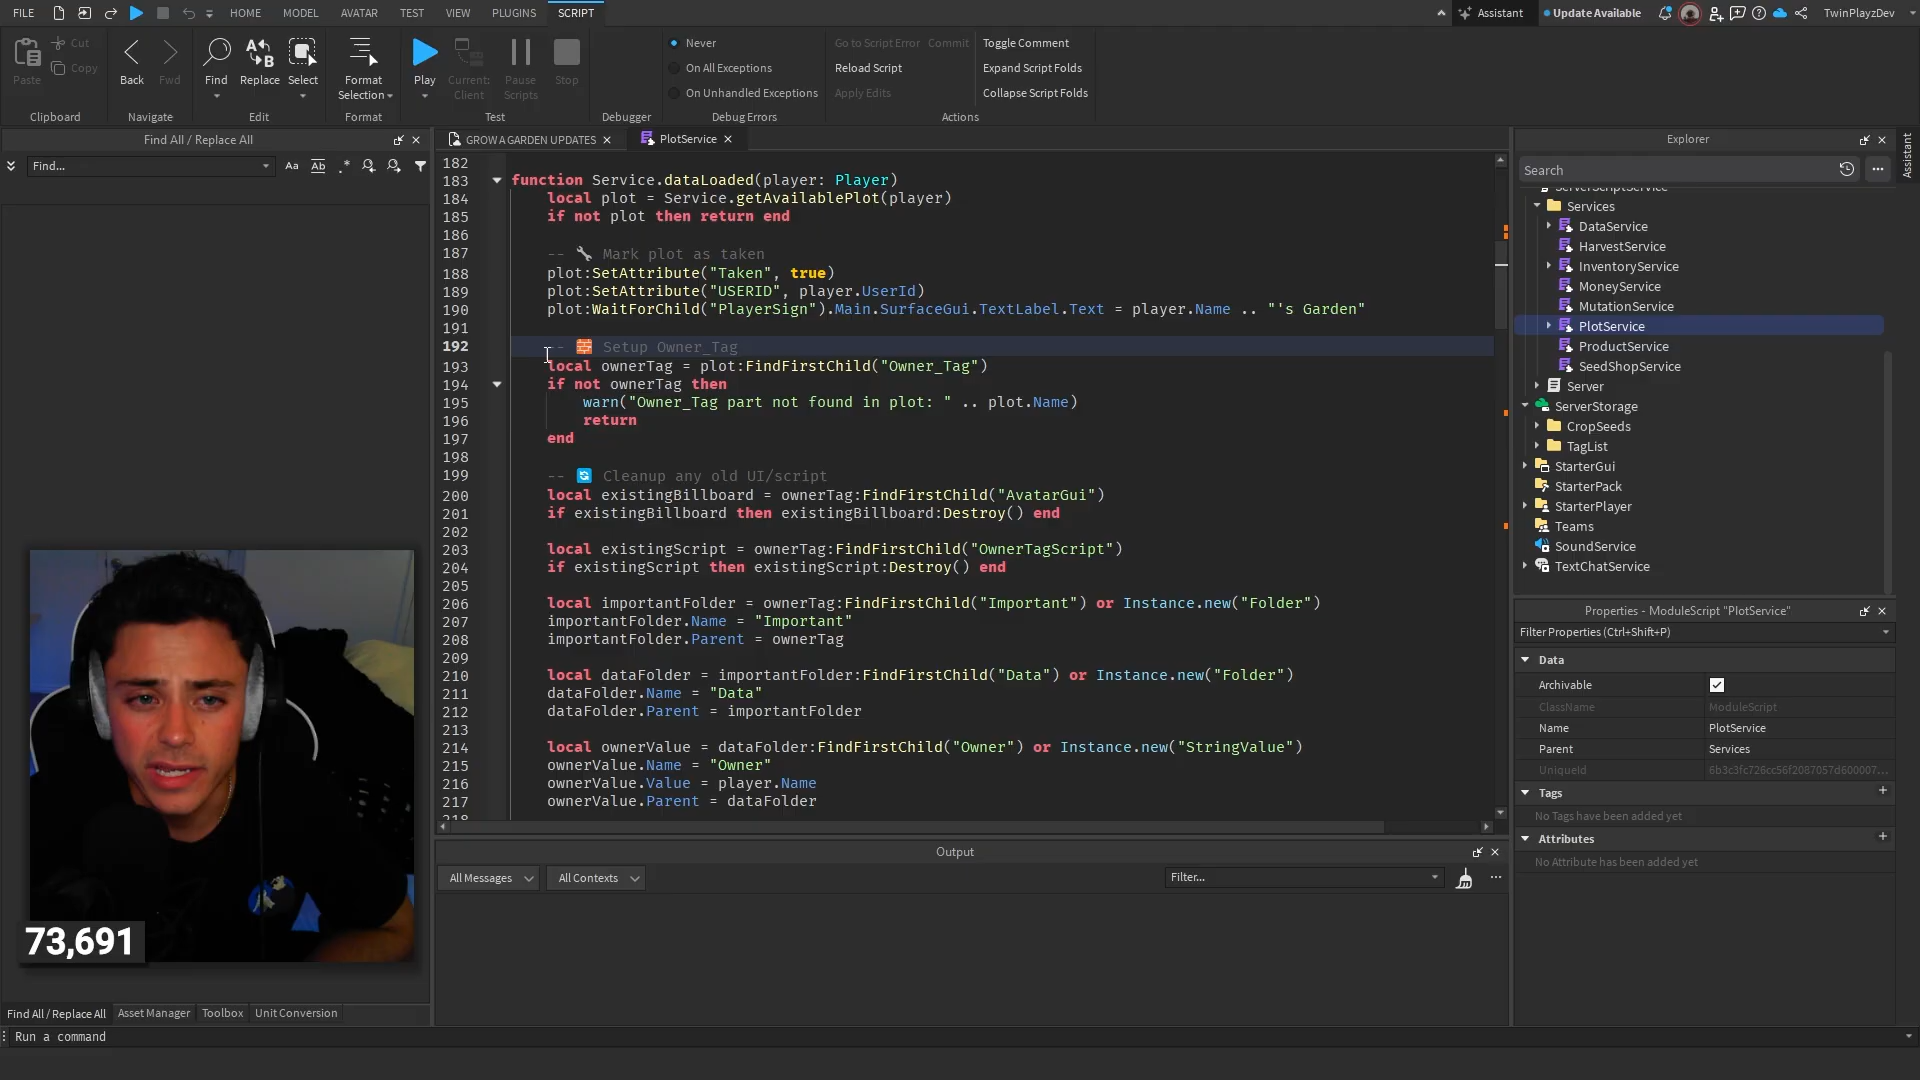 FILE HOME MODEL AVATAR TEST VIEW PLUGINS SCRIPT Assistant Update Available TwinPlayzDev
Cut
Copy
Paste
Back
Fwd
Find
Replace
Select
Format
Selection
Play
Current:
Client
Pause
Scripts
Stop
Never
On All Exceptions
On Unhandled Exceptions
Go to Script Error
Commit
Reload Script
Apply Edits
Toggle Comment
Expand Script Folds
Collapse Script Folds
Clipboard Navigate Edit Format Test Debugger Debug Errors Actions
Find All / Replace All
Find...
GROW A GARDEN UPDATES
PlotService
182
183 function Service.dataLoaded(player: Player)
184 local plot = Service.getAvailablePlot(player)
185 if not plot then return end
186
187 -- 🔧 Mark plot as taken
188 plot:SetAttribute("Taken", true)
189 plot:SetAttribute("USERID", player.UserId)
190 plot:WaitForChild("PlayerSign").Main.SurfaceGui.TextLabel.Text = player.Name .. "'s Garden"
191
192 -- 🧱 Setup Owner_Tag
193 local ownerTag = plot:FindFirstChild("Owner_Tag")
194 if not ownerTag then
195 warn("Owner_Tag part not found in plot: " .. plot.Name)
196 return
197 end
198
199 -- 🔄 Cleanup any old UI/script
200 local existingBillboard = ownerTag:FindFirstChild("AvatarGui")
201 if existingBillboard then existingBillboard:Destroy() end
202
203 local existingScript = ownerTag:FindFirstChild("OwnerTagScript")
204 if existingScript then existingScript:Destroy() end
205
206 local importantFolder = ownerTag:FindFirstChild("Important") or Instance.new("Folder")
207 importantFolder.Name = "Important"
208 importantFolder.Parent = ownerTag
209
210 local dataFolder = importantFolder:FindFirstChild("Data") or Instance.new("Folder")
211 dataFolder.Name = "Data"
212 dataFolder.Parent = importantFolder
213
214 local ownerValue = dataFolder:FindFirstChild("Owner") or Instance.new("StringValue")
215 ownerValue.Name = "Owner"
216 ownerValue.Value = player.Name
217 ownerValue.Parent = dataFolder
218
Output
All Messages
All Contexts
Filter...
Explorer
Assistant
Search
ServerScriptService
Services
DataService
HarvestService
InventoryService
MoneyService
MutationService
PlotService
ProductService
SeedShopService
Server
ServerStorage
CropSeeds
TagList
StarterGui
StarterPack
StarterPlayer
Teams
SoundService
TextChatService
Properties - ModuleScript "PlotService"
Filter Properties (Ctrl+Shift+P)
Data
Archivable
ClassName ModuleScript
Name PlotService
Parent Services
UniqueId 6b3c3fc726cc56f2087057d600007...
Tags
No Tags have been added yet
Attributes
No Attribute has been added yet
73,691
Find All / Replace All Asset Manager Toolbox Unit Conversion
Run a command